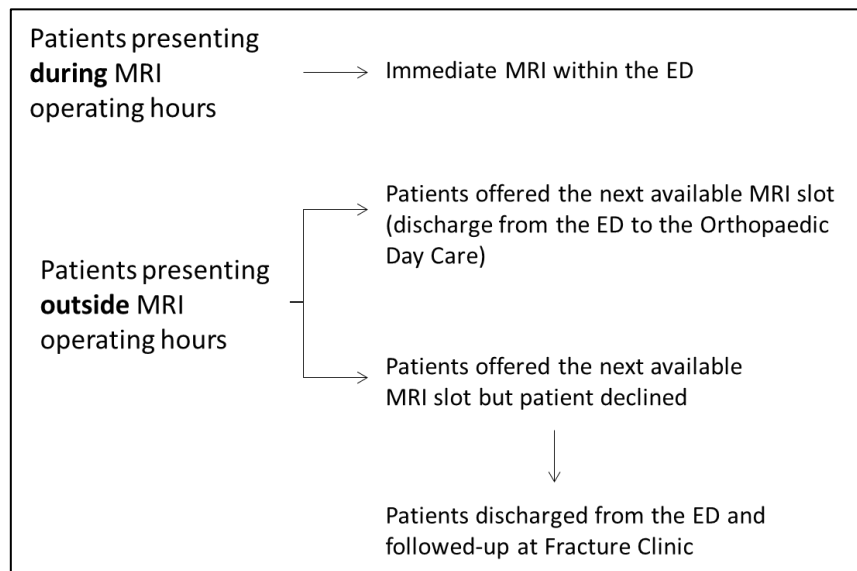 Patients presenting
during MRI
operating hours
Immediate MRI within the ED
Patients presenting
outside MRI
operating hours
Patients offered the next available MRI slot
(discharge from the ED to the Orthopaedic
Day Care)
Patients offered the next available
MRI slot but patient declined
Patients discharged from the ED and
followed-up at Fracture Clinic